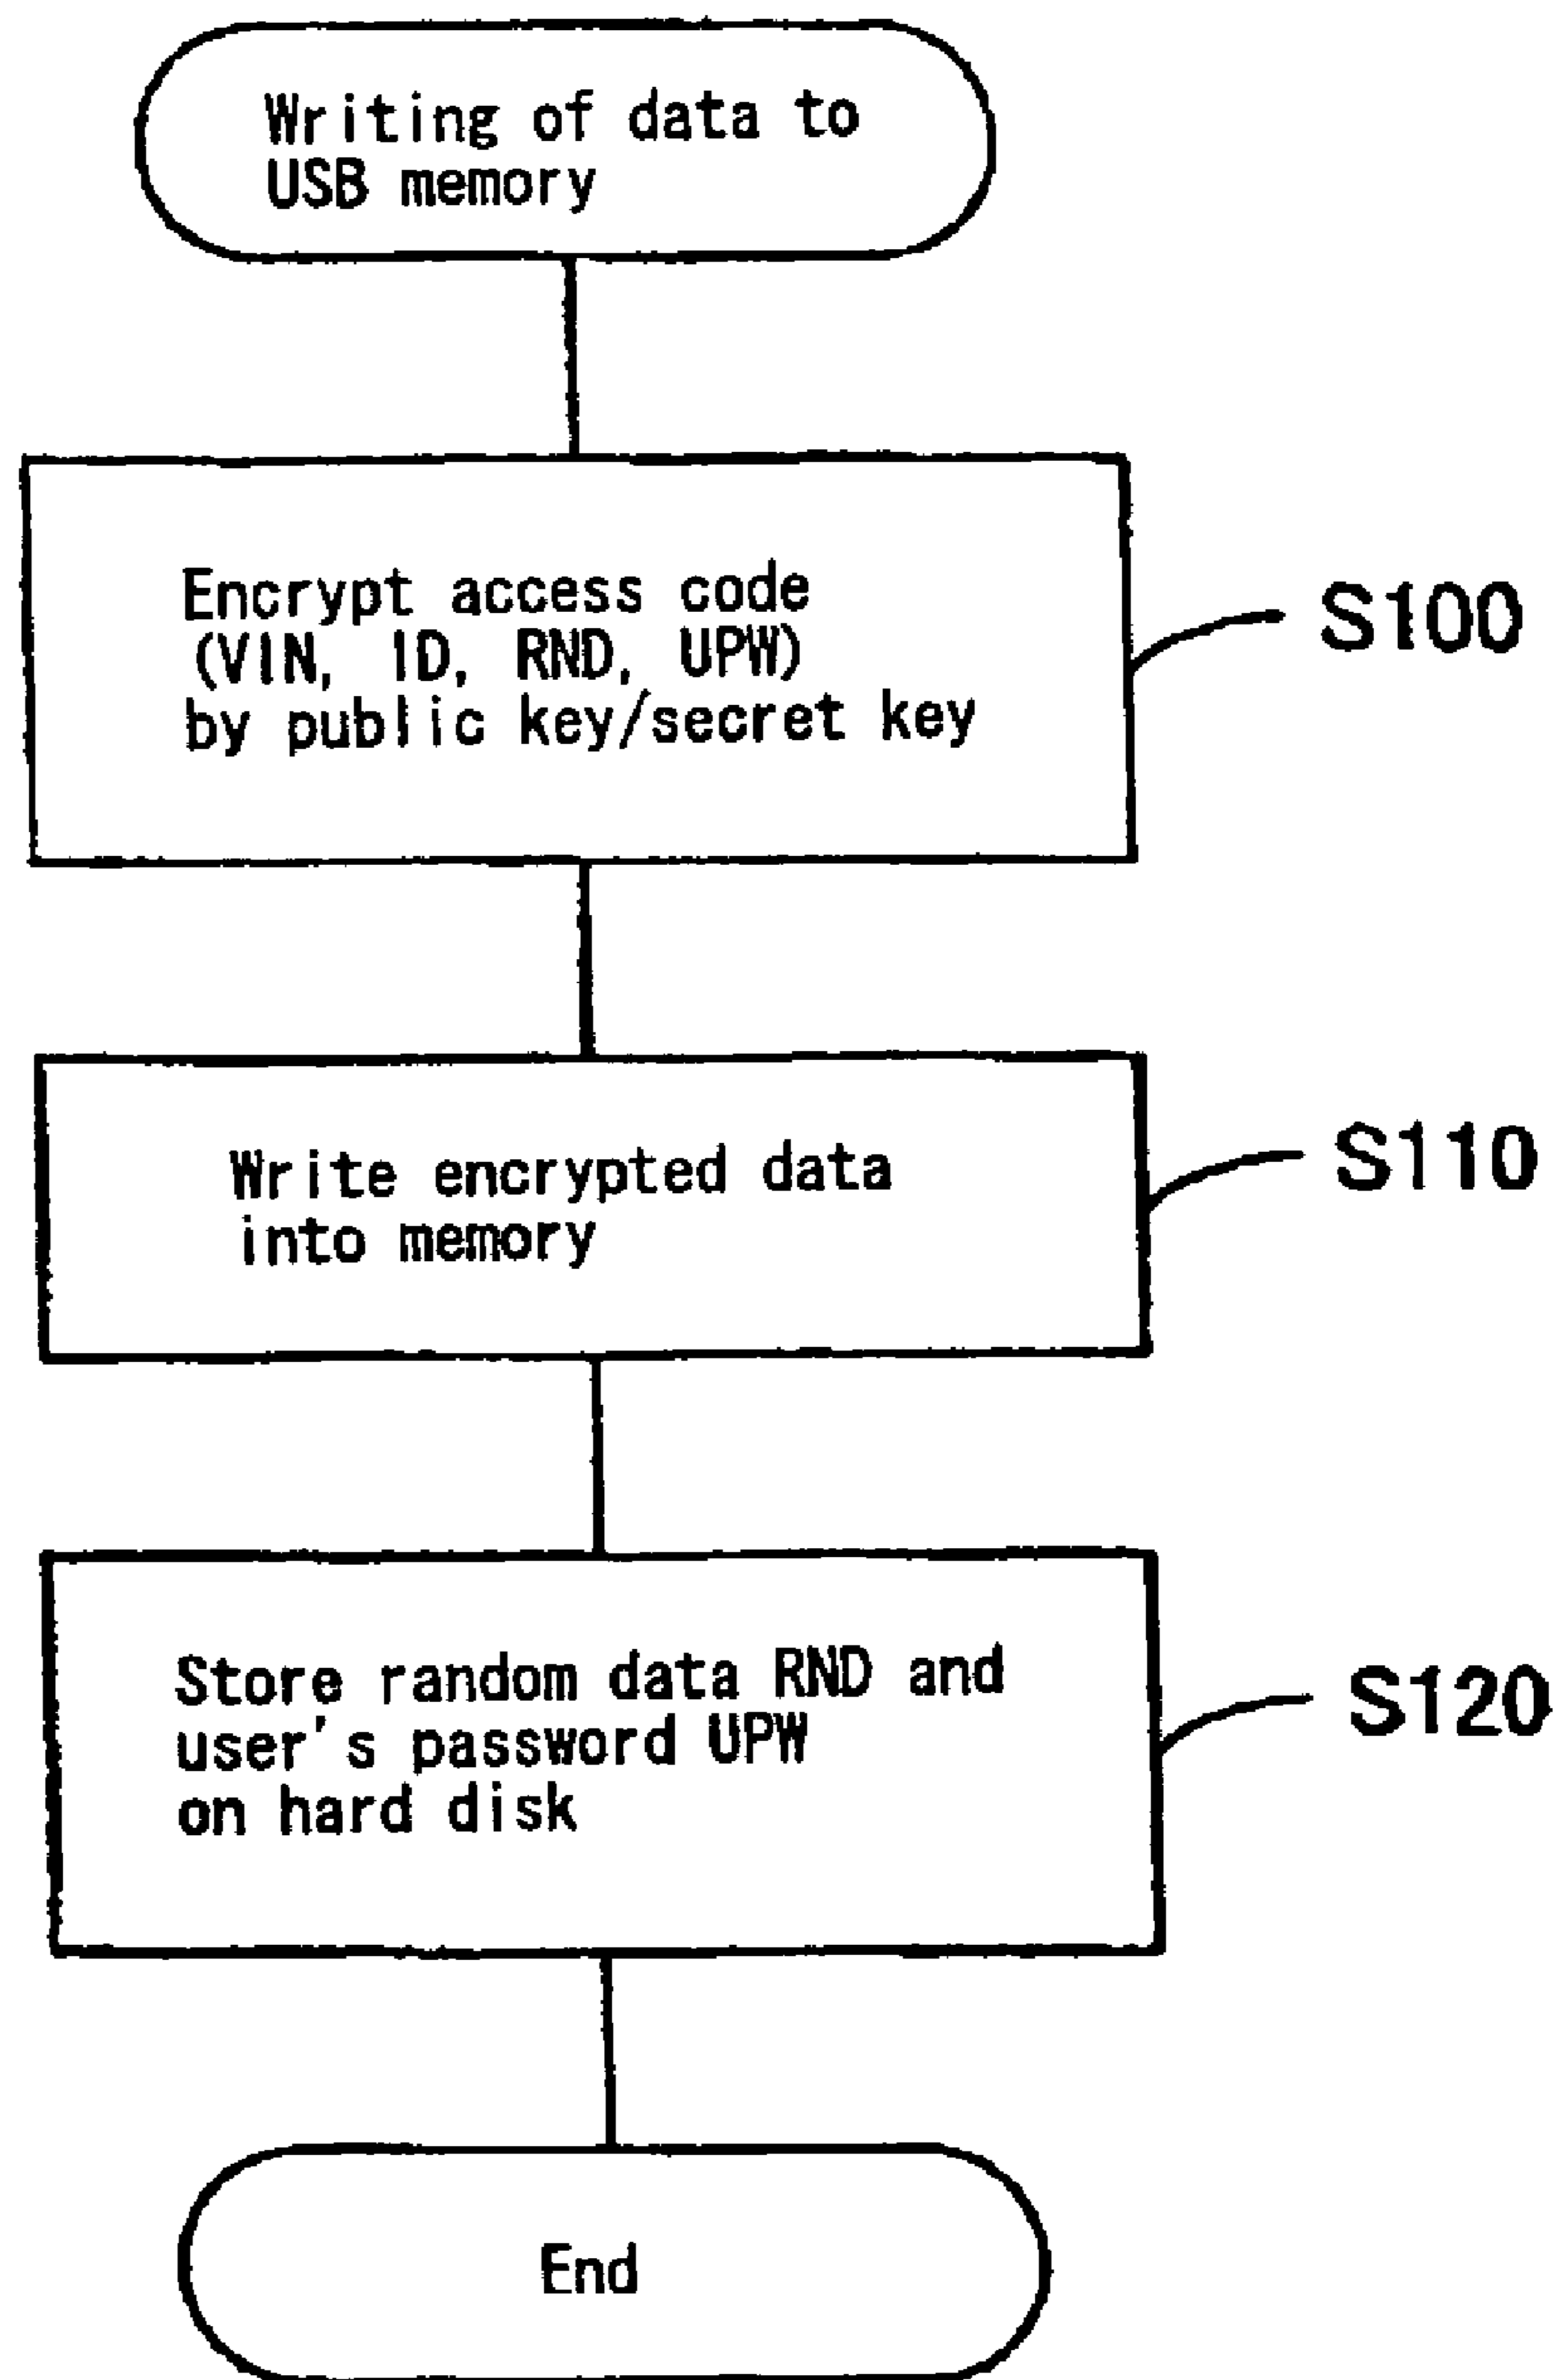 Writing of data to
USB memory
Encrypt access code
(VIN, ID, RND, UPW)
by public key/secret key
S100
Write encrypted data
into memory
S110
Store random data RND and
user's password UPW
on hard disk
S120
End